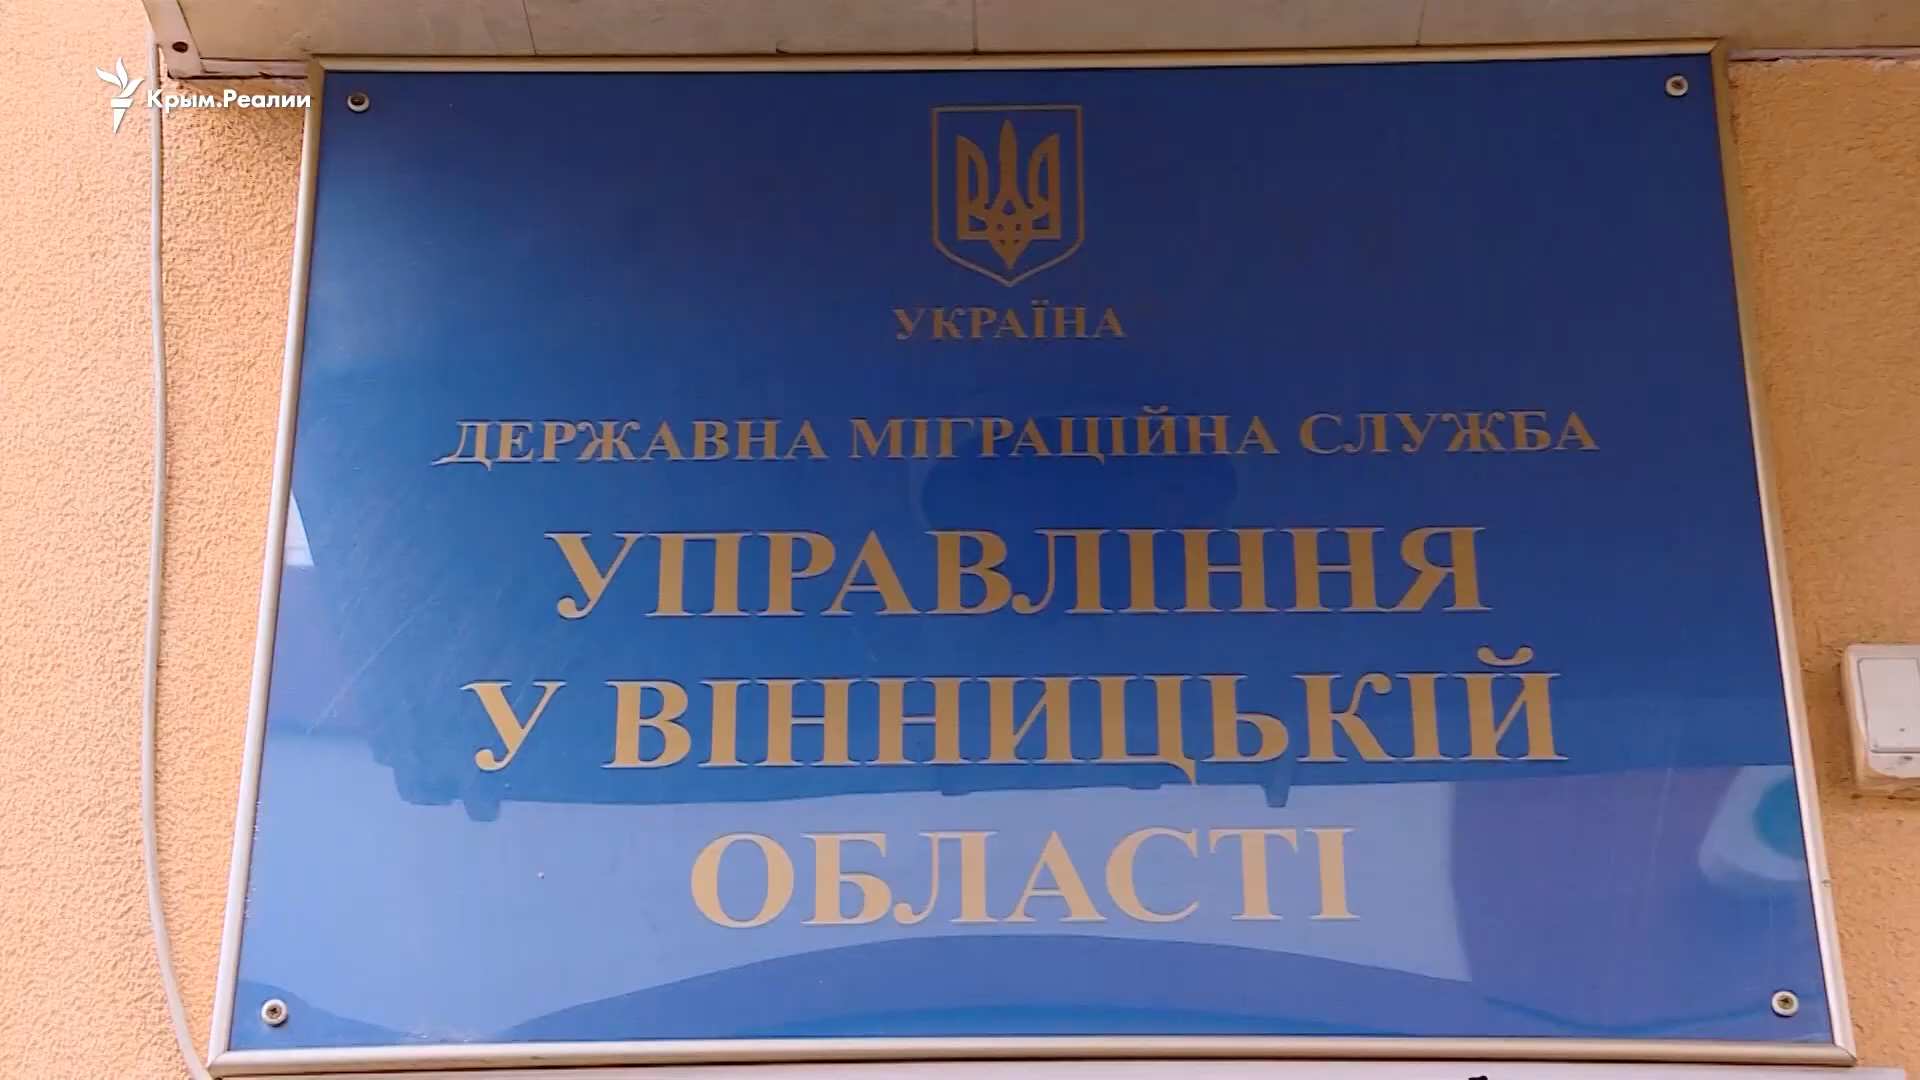 Крым.Реалии
УКРАЇНА
ДЕРЖАВНА МІГРАЦІЙНА СЛУЖБА
УПРАВЛІННЯ
У ВІННИЦЬКІЙ
ОБЛАСТІ